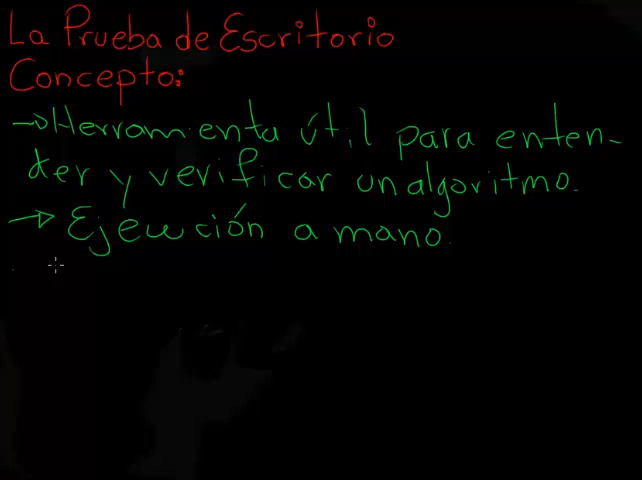 La Prueba de Escritorio
Concepto:
→Herramienta útil para enten-
der y verificar un algoritmo.
→ Ejecución a mano.